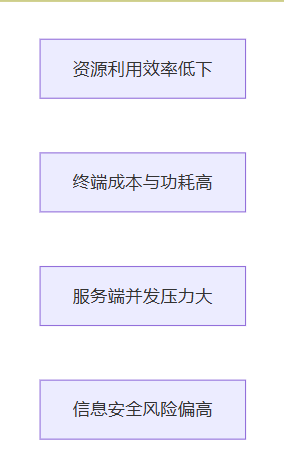 资源利用效率低下
终端成本与功耗高
服务端并发压力大
信息安全风险偏高